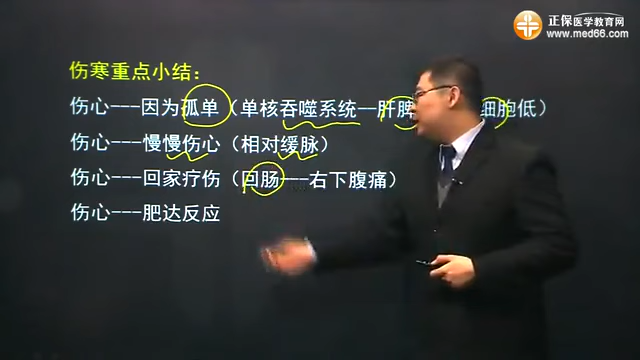 正保医学教育网
www.med66.com
伤寒重点小结：
伤心---因为孤单（单核吞噬系统--肝脾 细胞低）
伤心---慢慢伤心（相对缓脉）
伤心---回家疗伤（回肠---右下腹痛）
伤心---肥达反应